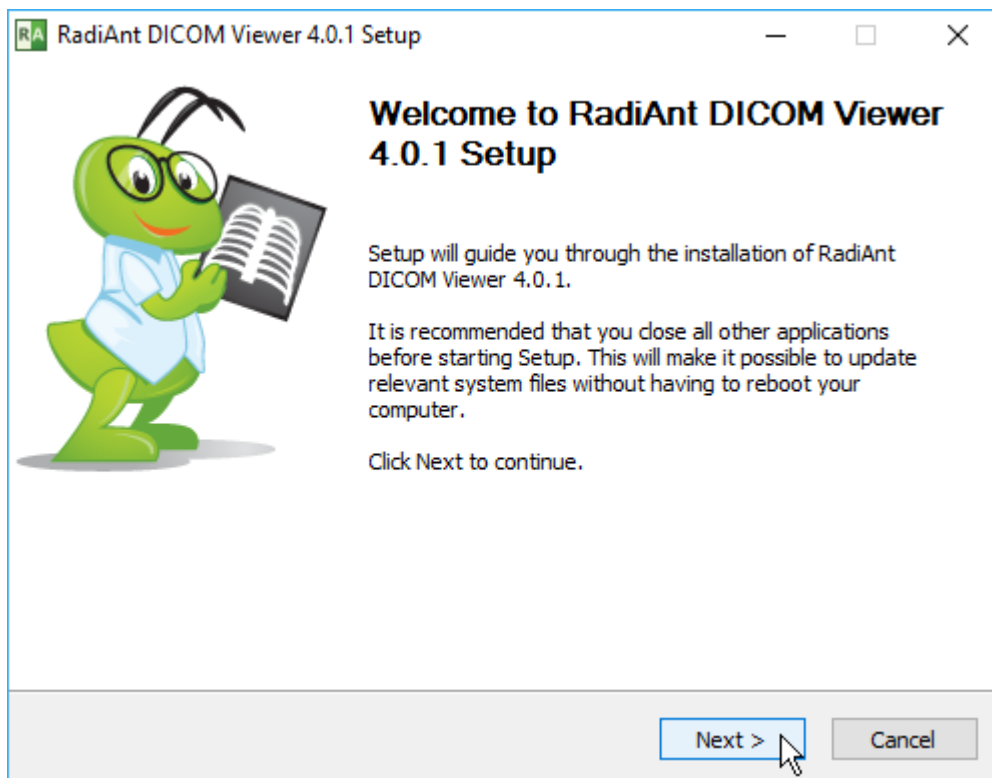 RA RadiAnt DICOM Viewer 4.0.1 Setup
Welcome to RadiAnt DICOM Viewer
4.0.1 Setup
Setup will guide you through the installation of RadiAnt
DICOM Viewer 4.0.1.
It is recommended that you close all other applications
before starting Setup. This will make it possible to update
relevant system files without having to reboot your
computer.
Click Next to continue.
Next > Cancel